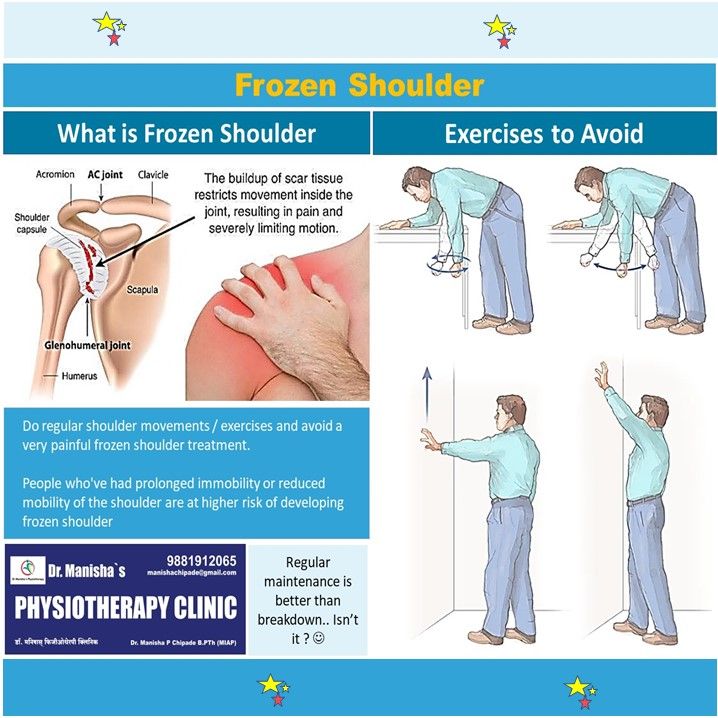 Frozen Shoulder
What is Frozen Shoulder
Acromion
AC joint
Clavicle
Shoulder
capsule
Scapula
Glenohumeral joint
Humerus
The buildup of scar tissue
restricts movement inside the
joint, resulting in pain and
severely limiting motion.
Do regular shoulder movements / exercises and avoid a
very painful frozen shoulder treatment.
People who've had prolonged immobility or reduced
mobility of the shoulder are at higher risk of developing
frozen shoulder
Dr. Manisha`s
9881912065
manishachipade@gmail.com
PHYSIOTHERAPY CLINIC
डॉ. मनिषास् फिजीओथेरपी क्लिनिक
Dr. Manisha P Chipade B.PTh (MIAP)
Regular
maintenance is
better than
breakdown.. Isn’t
it ? ☺
Exercises to Avoid